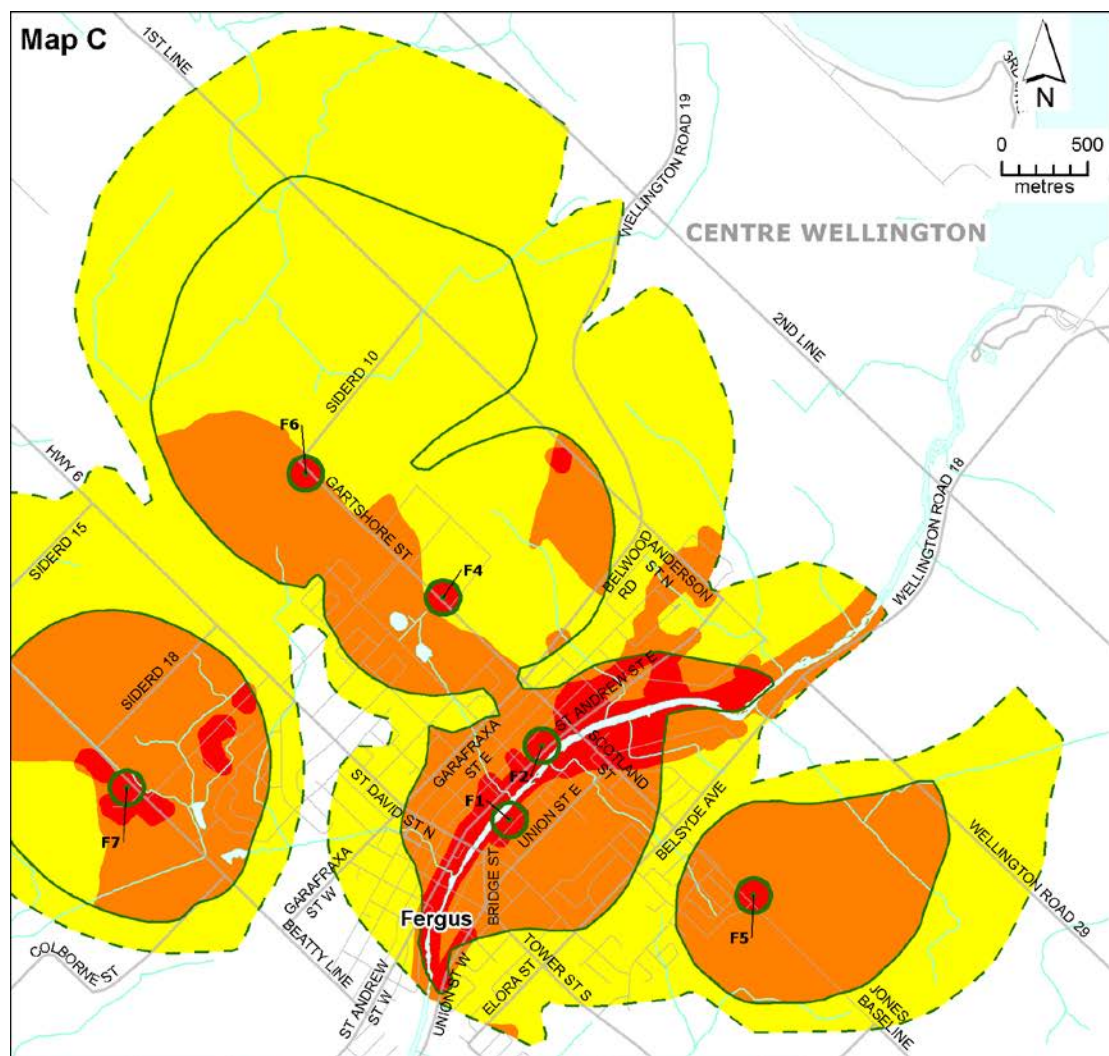 Map C
1ST LINE
WELLINGTON ROAD 19
N
0 500
metres
CENTRE WELLINGTON
2ND LINE
SIDERD 10
F6
HWY 6
GARTSHORE ST
WELLINGTON ROAD 18
SIDERD 15
F4
BELWOOD
RD
ANDERSON
ST N
SIDERD 18
ST ANDREW ST E
GARAFRAXA
ST E
SCOTLAND
ST
F2
F1
UNION ST E
ST DAVID ST N
BELSYDE AVE
F7
WELLINGTON ROAD 29
BRIDGE ST
GARAFRAXA
ST W
Fergus
F5
BEATTY LINE
COLBORNE ST
TOWER ST S
ELORA ST
UNION ST W
ST ANDREW
ST W
JONES
BASELINE